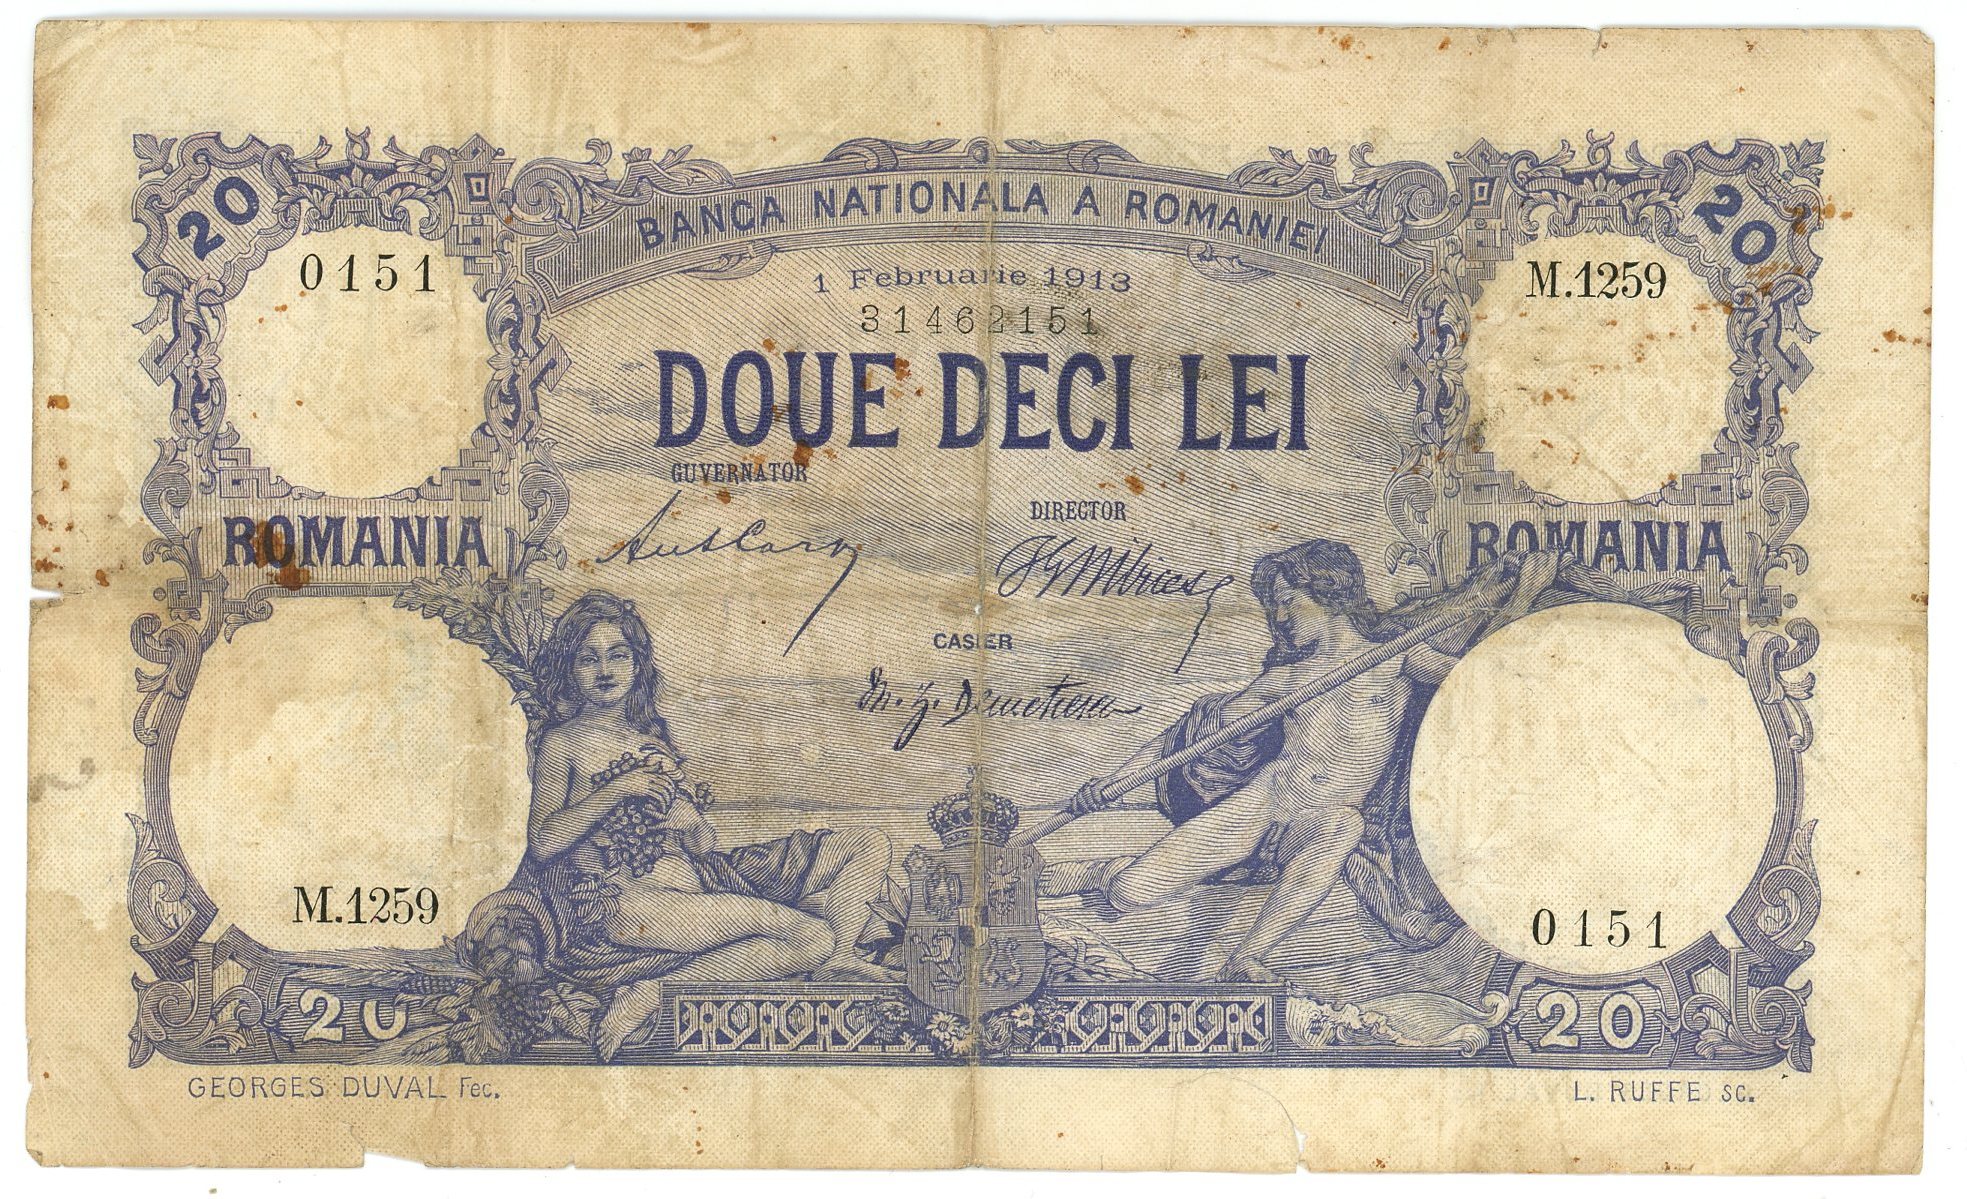 20
20
BANCA NATIONALA A ROMANIEI
0151
M.1259
1 Februarie 1913
31462151
DOUE DECI LEI
GUVERNATOR
DIRECTOR
ROMANIA
ROMANIA
CASIER
M.1259
0151
20
20
GEORGES DUVAL Fec.
L. RUFFE SC.